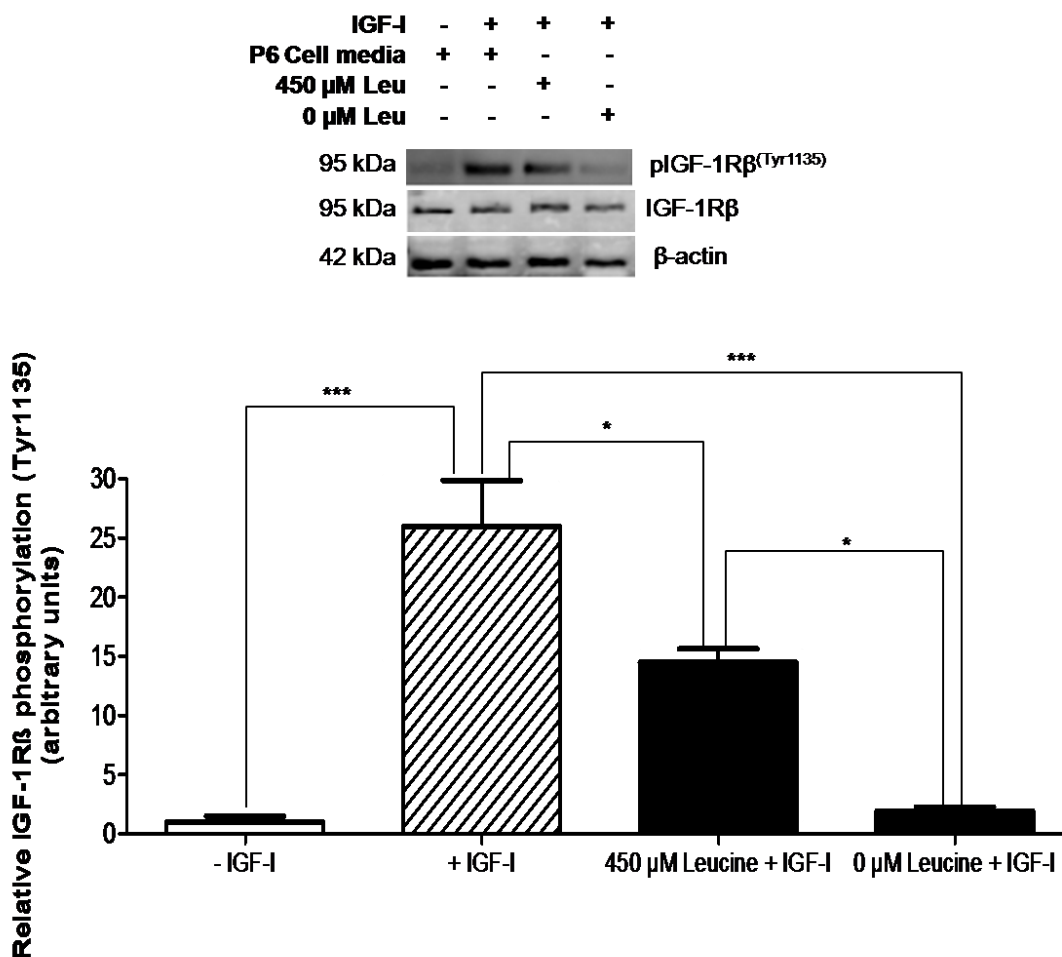 IGF-I - + + +
P6 Cell media + + - -
450 µM Leu - - + -
0 µM Leu - - - +
95 kDa pIGF-1Rβ(Tyr1135)
95 kDa IGF-1Rβ
42 kDa β-actin
Relative IGF-1Rß phosphorylation (Tyr1135)
(arbitrary units)
***
***
*
*
30
25
20
15
10
5
0
- IGF-I + IGF-I 450 µM Leucine + IGF-I 0 µM Leucine + IGF-I